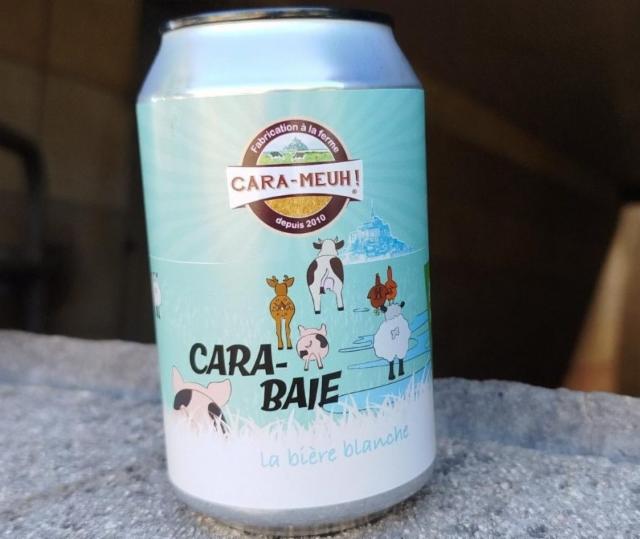 Fabrication à la ferme
CARA-MEUH!
®
depuis 2010
CARA-
BAIE
la bière blanche